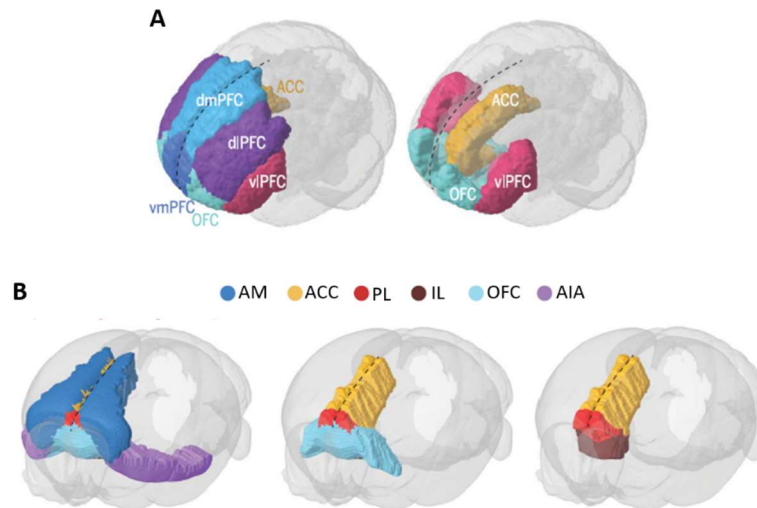 A
ACC
dmPFC
dlPFC
vlPFC
vmPFC
OFC
ACC
vlPFC
OFC
B
AM ACC PL IL OFC AIA